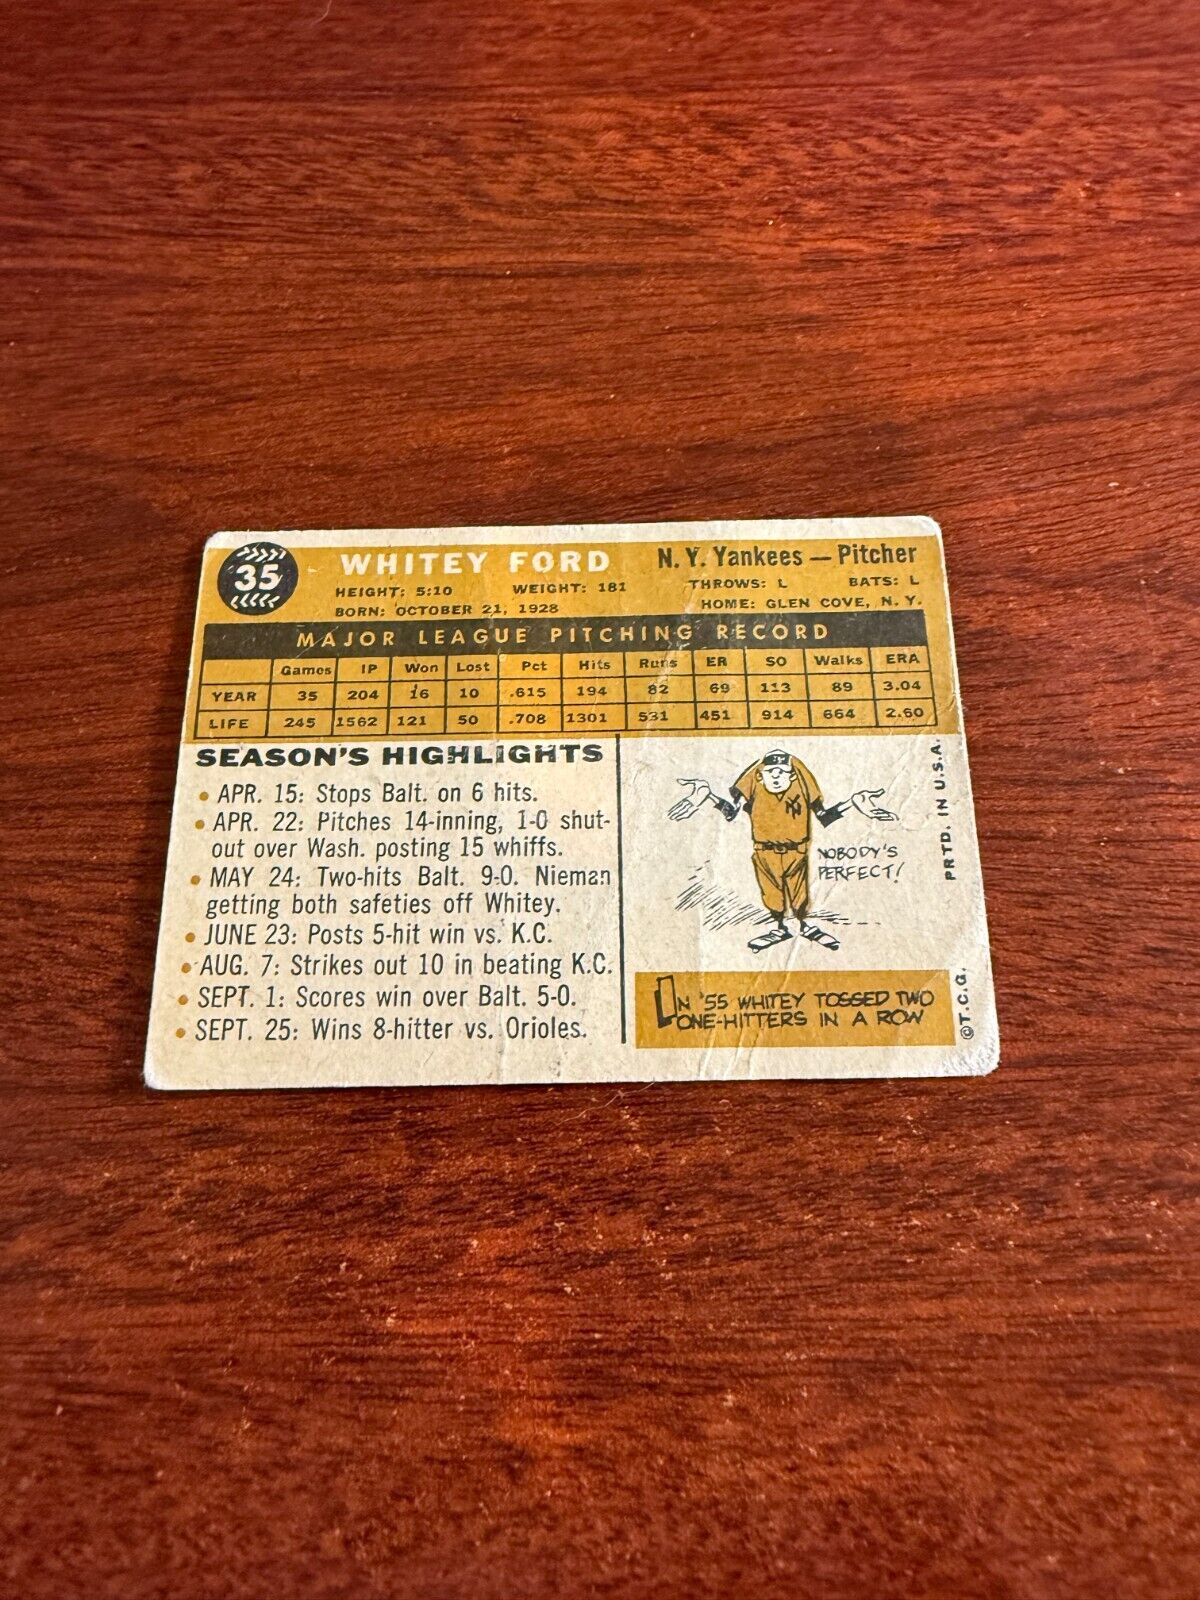 35
WHITEY FORD
N. Y. Yankees — Pitcher
HEIGHT: 5:10 WEIGHT: 181 THROWS: L BATS: L
BORN: OCTOBER 21, 1928 HOME: GLEN COVE, N. Y.
MAJOR LEAGUE PITCHING RECORD
Games IP Won Lost Pct Hits Runs ER SO Walks ERA
YEAR 35 204 16 10 .615 194 82 69 113 89 3.04
LIFE 245 1562 121 50 .708 1301 531 451 914 664 2.60
SEASON'S HIGHLIGHTS
• APR. 15: Stops Balt. on 6 hits.
• APR. 22: Pitches 14-inning, 1-0 shut-
out over Wash. posting 15 whiffs.
• MAY 24: Two-hits Balt. 9-0. Nieman
getting both safeties off Whitey.
• JUNE 23: Posts 5-hit win vs. K.C.
• AUG. 7: Strikes out 10 in beating K.C.
• SEPT. 1: Scores win over Balt. 5-0.
• SEPT. 25: Wins 8-hitter vs. Orioles.
NY
NOBODY'S
PERFECT!
IN '55 WHITEY TOSSED TWO
ONE-HITTERS IN A ROW
©T.C.G. PRTD. IN U.S.A.